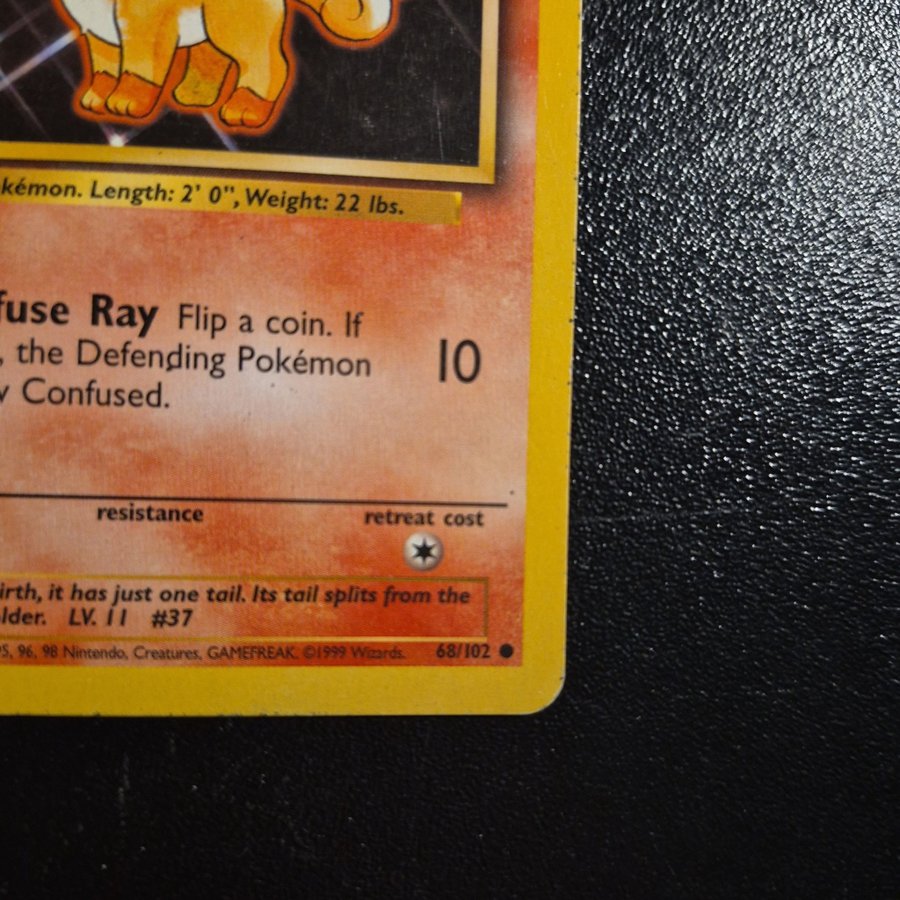 kémon. Length: 2' 0", Weight: 22 lbs.
fuse Ray Flip a coin. If
, the Defending Pokémon
Confused.
10
resistance
retreat cost
irth, it has just one tail. Its tail splits from the
lder. LV. 11 #37
95, 96, 98 Nintendo, Creatures, GAMEFREAK. ©1999 Wizards. 68/102